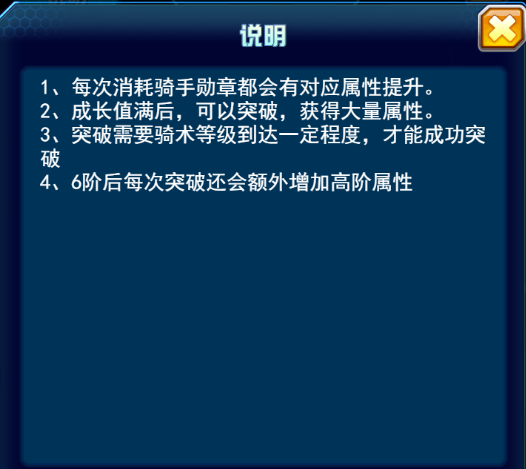 说明
1、每次消耗骑手勋章都会有对应属性提升。
2、成长值满后，可以突破，获得大量属性。
3、突破需要骑术等级到达一定程度，才能成功突
破
4、6阶后每次突破还会额外增加高阶属性